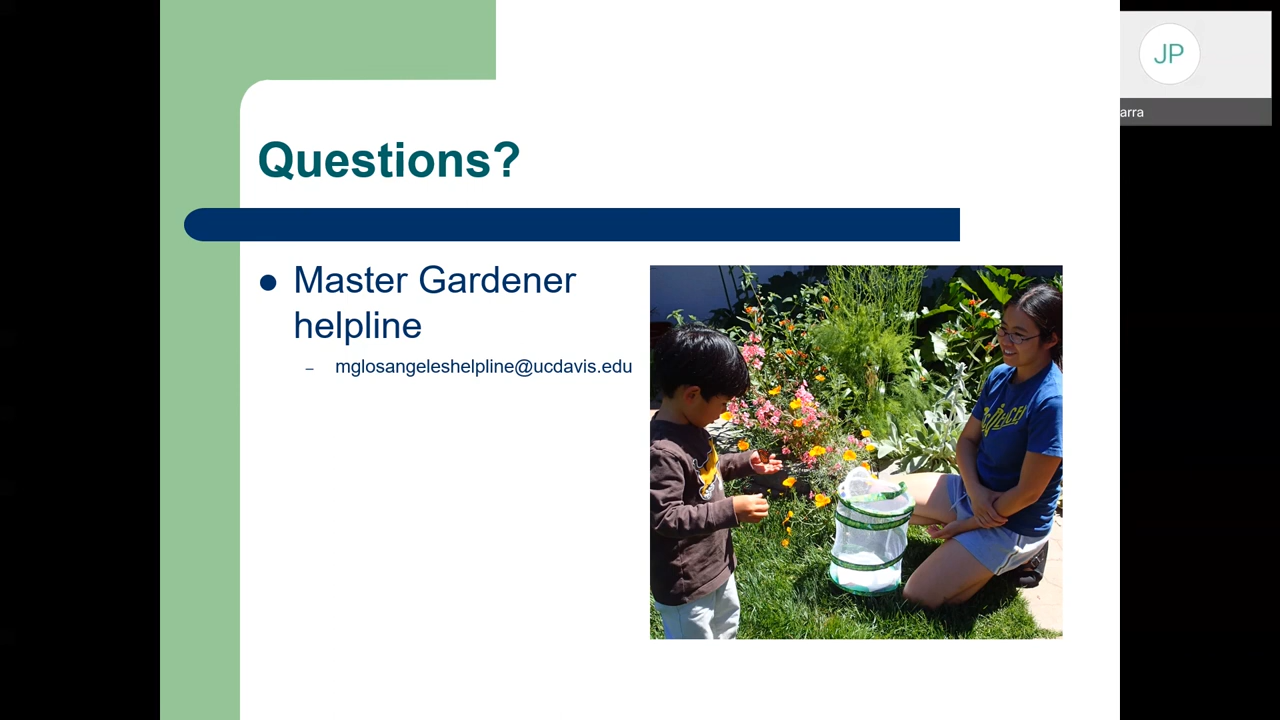 JP
arra
Questions?
Master Gardener
helpline
– mglosangeleshelpline@ucdavis.edu